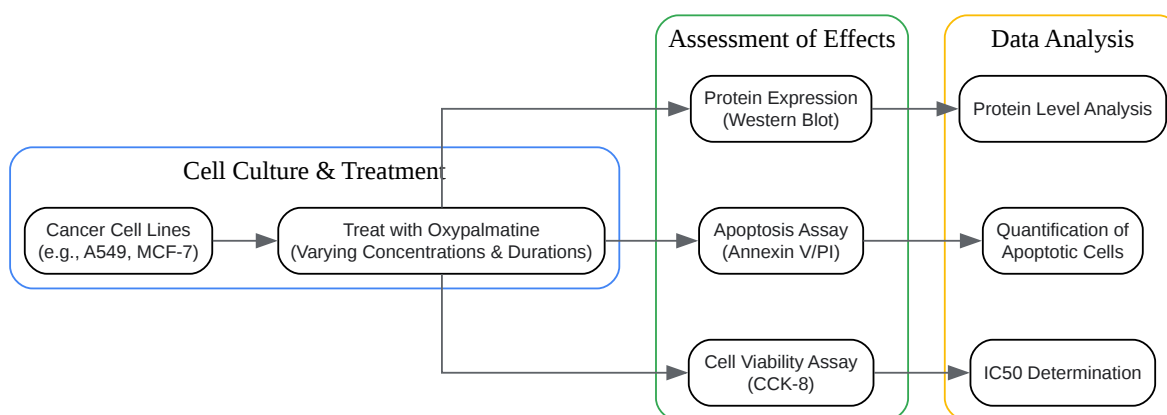 Cell Culture & Treatment
Cancer Cell Lines
(e.g., A549, MCF-7)
Treat with Oxypalmatine
(Varying Concentrations & Durations)
Assessment of Effects
Protein Expression
(Western Blot)
Apoptosis Assay
(Annexin V/PI)
Cell Viability Assay
(CCK-8)
Data Analysis
Protein Level Analysis
Quantification of
Apoptotic Cells
IC50 Determination